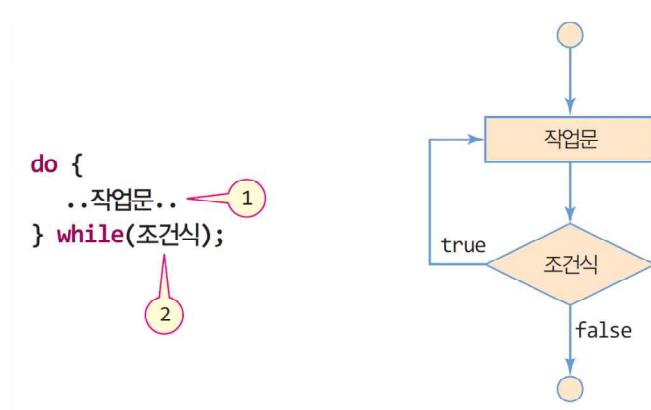 do {
..작업문..
1
} while(조건식);
2
작업문
true
조건식
false